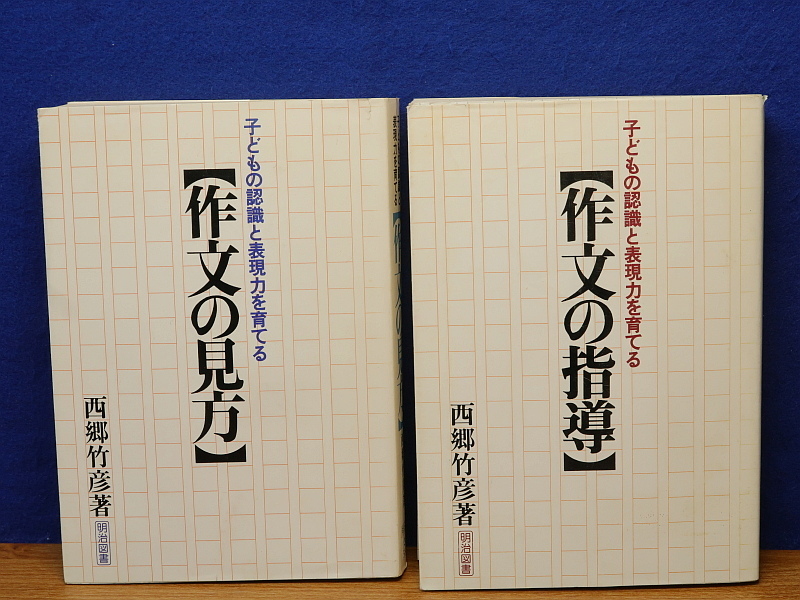 子どもの認識と表現力を育てる
【作文の見方】
西郷竹彦著
明治図書
子どもの認識と表現力を育てる
【作文の指導】
西郷竹彦著
明治図書